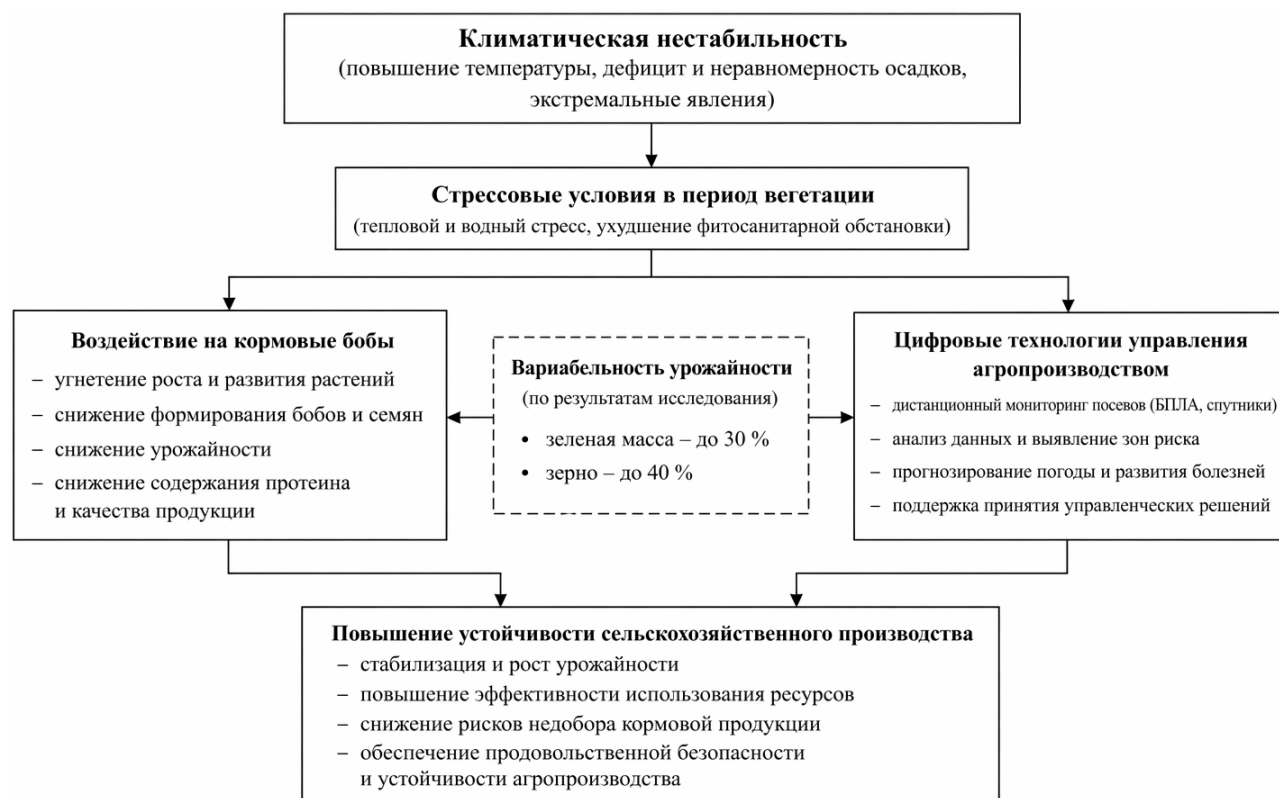 Климатическая нестабильность
(повышение температуры, дефицит и неравномерность осадков,
экстремальные явления)
Стрессовые условия в период вегетации
(тепловой и водный стресс, ухудшение фитосанитарной обстановки)
Воздействие на кормовые бобы
– угнетение роста и развития растений
– снижение формирования бобов и семян
– снижение урожайности
– снижение содержания протеина
и качества продукции
Вариабельность урожайности
(по результатам исследования)
• зеленая масса – до 30 %
• зерно – до 40 %
Цифровые технологии управления
агропроизводством
– дистанционный мониторинг посевов (БПЛА, спутники)
– анализ данных и выявление зон риска
– прогнозирование погоды и развития болезней
– поддержка принятия управленческих решений
Повышение устойчивости сельскохозяйственного производства
– стабилизация и рост урожайности
– повышение эффективности использования ресурсов
– снижение рисков недобора кормовой продукции
– обеспечение продовольственной безопасности
и устойчивости агропроизводства